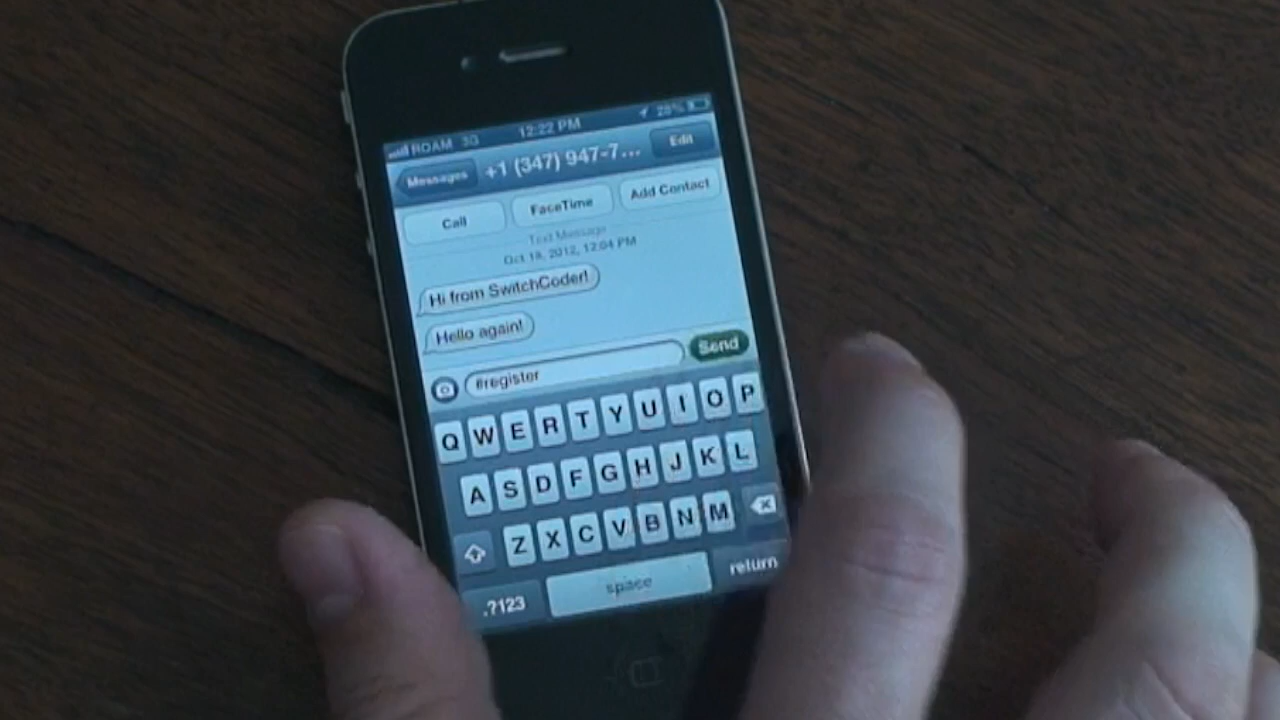 ROAM 3G 12:22 PM 28%
Messages +1 (347) 947-7... Edit
Call FaceTime Add Contact
Text Message
Oct 18, 2012, 12:04 PM
Hi from SwitchCoder!
Hello again!
#register Send
Q W E R T Y U I O P
A S D F G H J K L
Z X C V B N M
.?123 space return